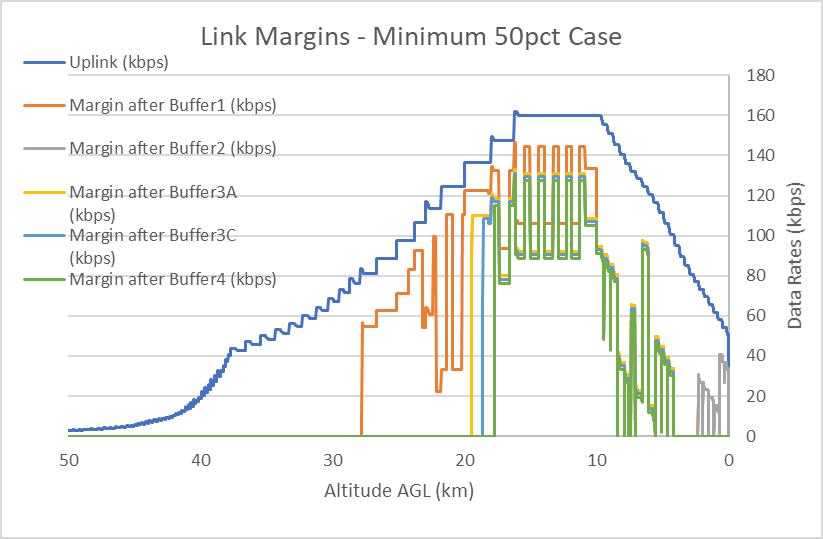 Link Margins - Minimum 50pct Case
Uplink (kbps)
Margin after Buffer1 (kbps)
Margin after Buffer2 (kbps)
Margin after Buffer3A
(kbps)
Margin after Buffer3C
(kbps)
Margin after Buffer4 (kbps)
180
160
140
120
100
80
60
40
20
0
Data Rates (kbps)
50 40 30 20 10 0
Altitude AGL (km)